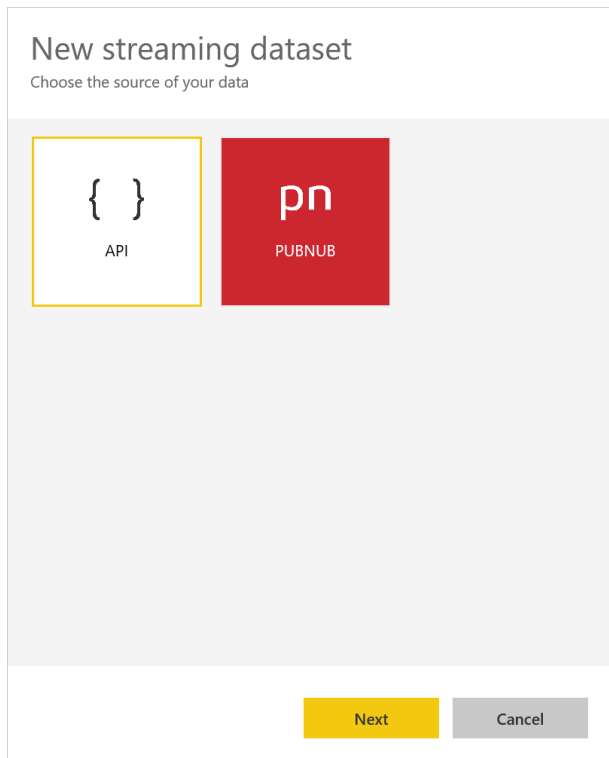 New streaming dataset
Choose the source of your data
{ }
pn
API
PUBNUB
Next
Cancel